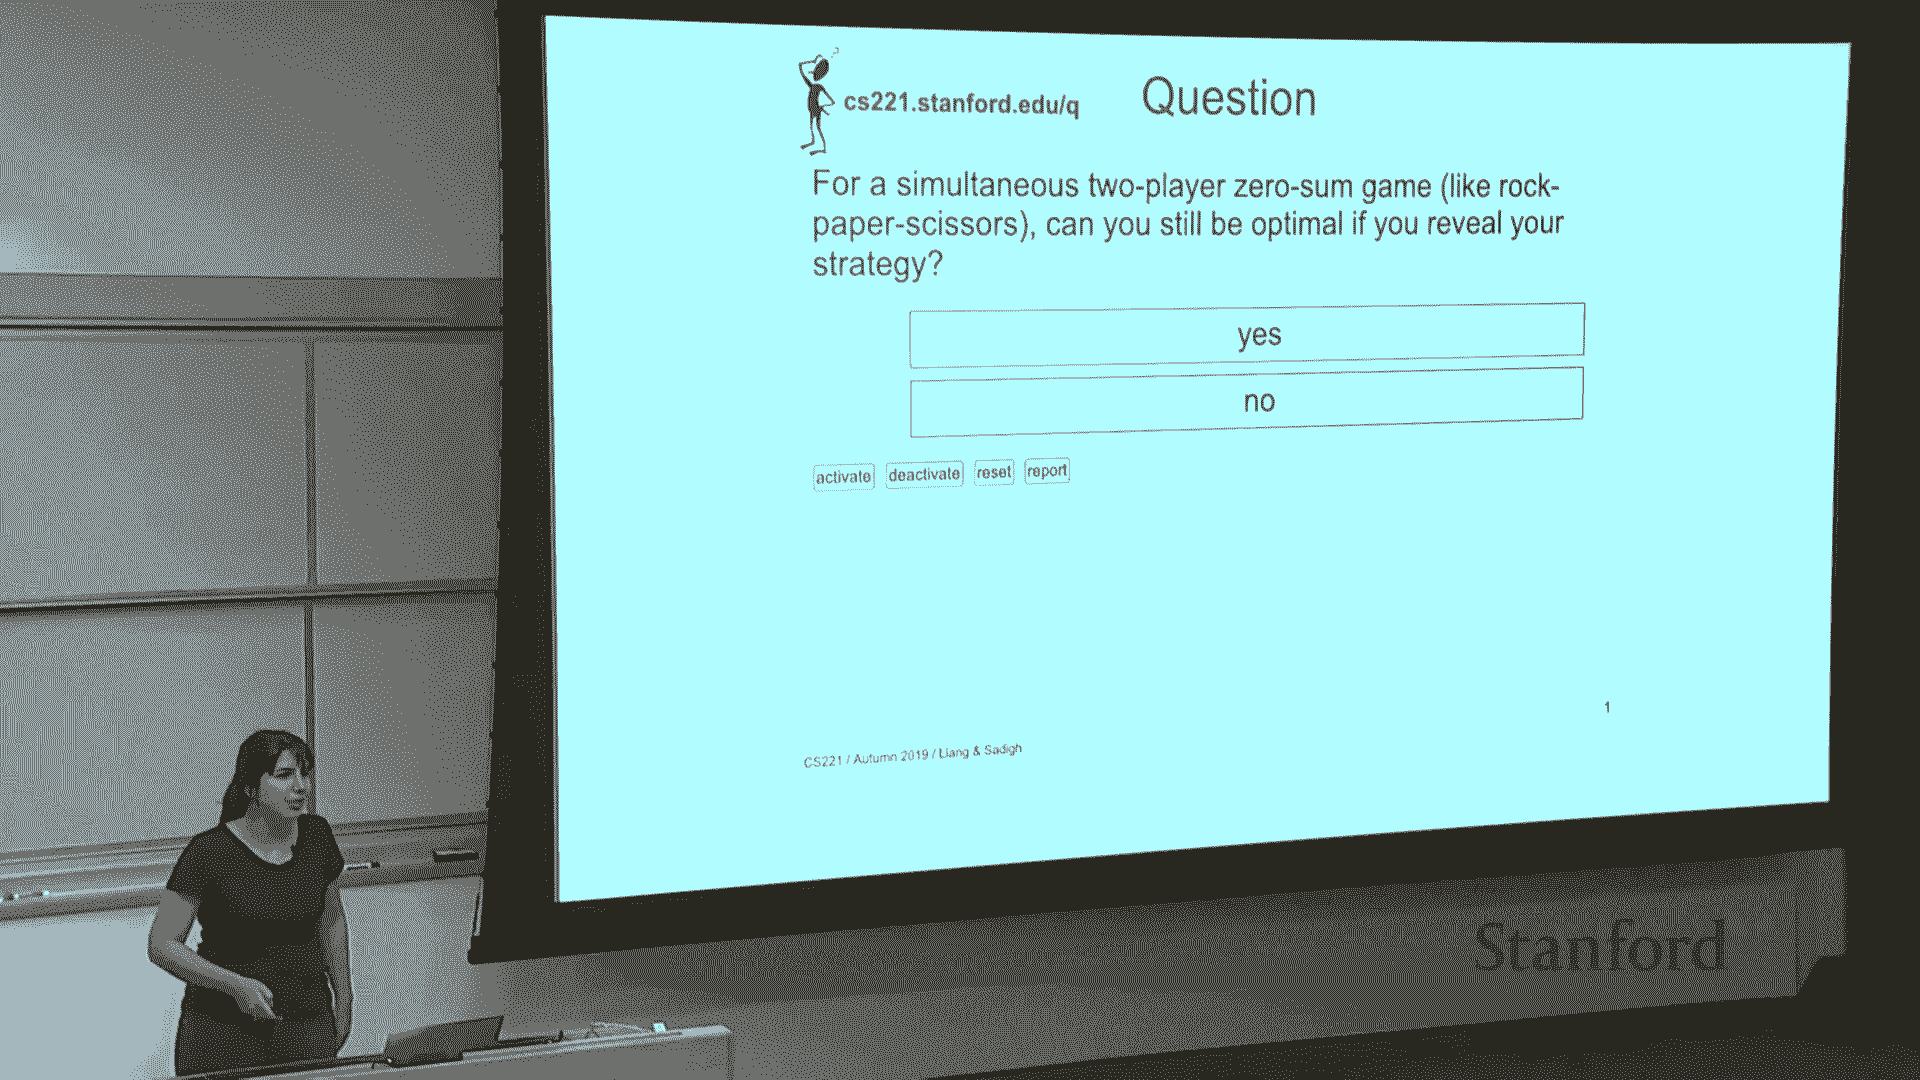 cs221.stanford.edu/q
Question
For a simultaneous two-player zero-sum game (like rock-
paper-scissors), can you still be optimal if you reveal your
strategy?
yes
no
activate deactivate reset report
1
CS221 / Autumn 2019 / Liang & Sadigh
Stanford